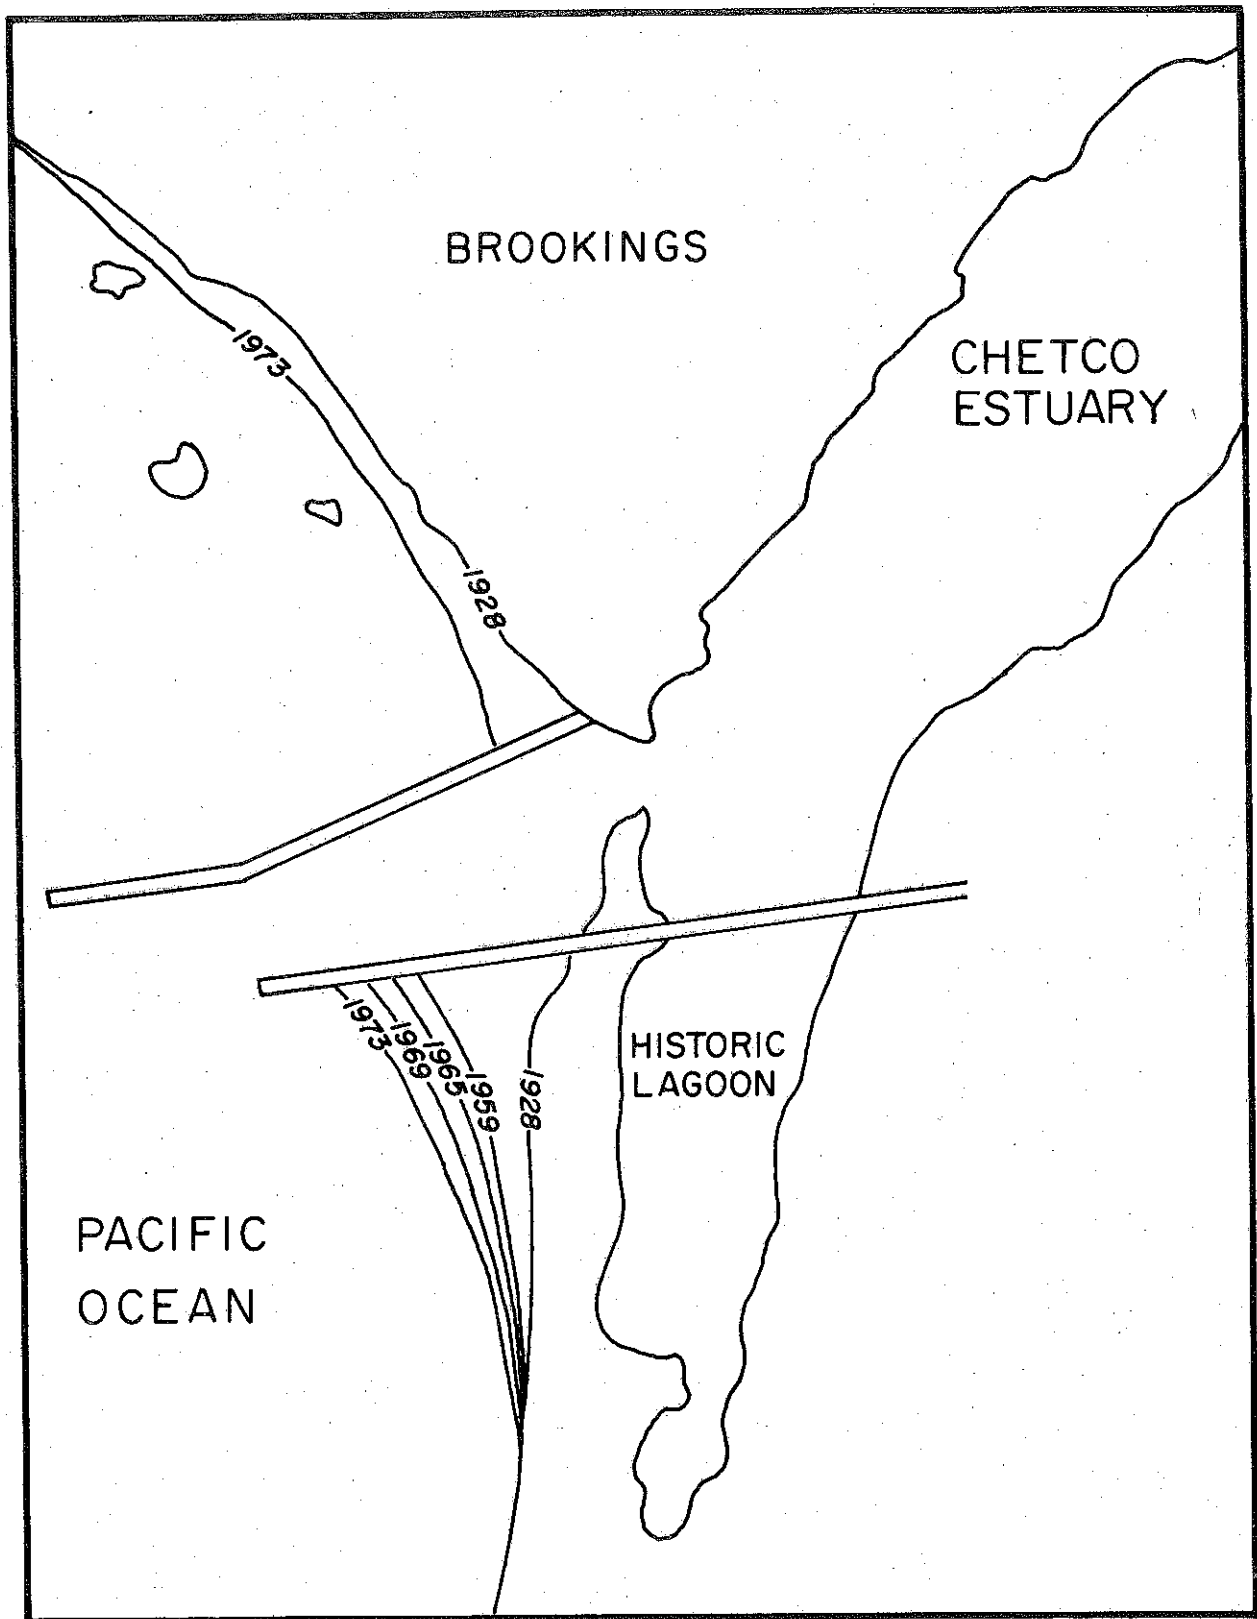 BROOKINGS
CHETCO
ESTUARY
1973
1928
1973
1969
1965
1959
1928
HISTORIC
LAGOON
PACIFIC
OCEAN